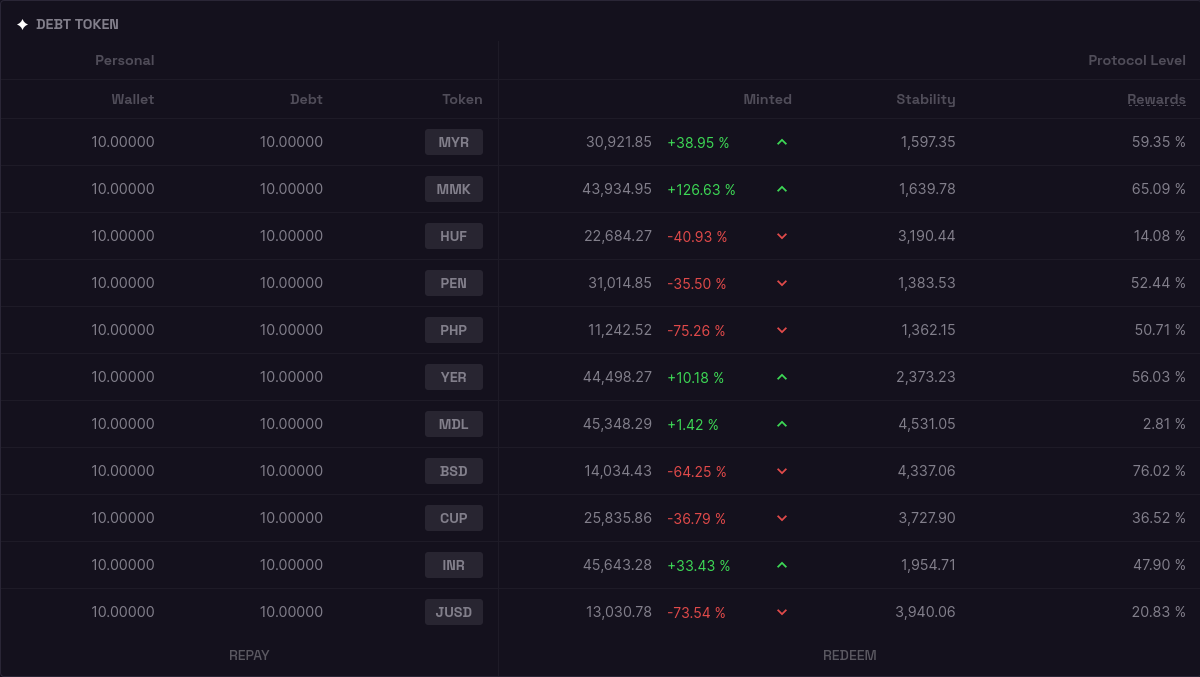 DEBT TOKEN
Personal Protocol Level
Wallet Debt Token Minted Stability Rewards
10.00000 10.00000 MYR 30,921.85 +38.95 % 1,597.35 59.35 %
10.00000 10.00000 MMK 43,934.95 +126.63 % 1,639.78 65.09 %
10.00000 10.00000 HUF 22,684.27 -40.93 % 3,190.44 14.08 %
10.00000 10.00000 PEN 31,014.85 -35.50 % 1,383.53 52.44 %
10.00000 10.00000 PHP 11,242.52 -75.26 % 1,362.15 50.71 %
10.00000 10.00000 YER 44,498.27 +10.18 % 2,373.23 56.03 %
10.00000 10.00000 MDL 45,348.29 +1.42 % 4,531.05 2.81 %
10.00000 10.00000 BSD 14,034.43 -64.25 % 4,337.06 76.02 %
10.00000 10.00000 CUP 25,835.86 -36.79 % 3,727.90 36.52 %
10.00000 10.00000 INR 45,643.28 +33.43 % 1,954.71 47.90 %
10.00000 10.00000 JUSD 13,030.78 -73.54 % 3,940.06 20.83 %
REPAY REDEEM